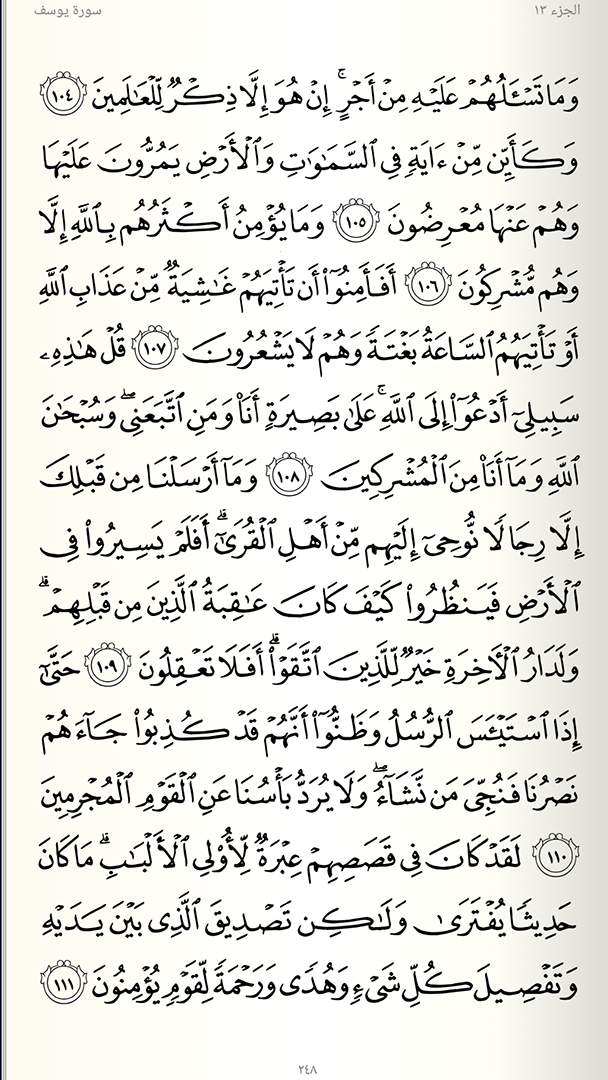 الجزء ١٣
سورة يوسف
وَمَا تَسْـَٔلُهُمْ عَلَيْهِ مِنْ أَجْرٍ ۚ إِنْ هُوَ إِلَّا ذِكْرٌ لِّلْعَـٰلَمِينَ ١٠٤
وَكَأَيِّن مِّنْ ءَايَةٍ فِى ٱلسَّمَـٰوَٰتِ وَٱلْأَرْضِ يَمُرُّونَ عَلَيْهَا
وَهُمْ عَنْهَا مُعْرِضُونَ ١٠٥ وَمَا يُؤْمِنُ أَكْثَرُهُم بِٱللَّهِ إِلَّا
وَهُم مُّشْرِكُونَ ١٠٦ أَفَأَمِنُوٓا۟ أَن تَأْتِيَهُمْ غَـٰشِيَةٌ مِّنْ عَذَابِ ٱللَّهِ
أَوْ تَأْتِيَهُمُ ٱلسَّاعَةُ بَغْتَةً وَهُمْ لَا يَشْعُرُونَ ١٠٧ قُلْ هَـٰذِهِۦ
سَبِيلِىٓ أَدْعُوٓا۟ إِلَى ٱللَّهِ ۚ عَلَىٰ بَصِيرَةٍ أَنَا۠ وَمَنِ ٱتَّبَعَنِى ۖ وَسُبْحَـٰنَ
ٱللَّهِ وَمَآ أَنَا۠ مِنَ ٱلْمُشْرِكِينَ ١٠٨ وَمَآ أَرْسَلْنَا مِن قَبْلِكَ
إِلَّا رِجَالًا نُّوحِىٓ إِلَيْهِم مِّنْ أَهْلِ ٱلْقُرَىٰٓ ۗ أَفَلَمْ يَسِيرُوا۟ فِى
ٱلْأَرْضِ فَيَنظُرُوا۟ كَيْفَ كَانَ عَـٰقِبَةُ ٱلَّذِينَ مِن قَبْلِهِمْ ۗ
وَلَدَارُ ٱلْـَٔاخِرَةِ خَيْرٌ لِّلَّذِينَ ٱتَّقَوْا۟ ۗ أَفَلَا تَعْقِلُونَ ١٠٩ حَتَّىٰٓ
إِذَا ٱسْتَيْـَٔسَ ٱلرُّسُلُ وَظَنُّوٓا۟ أَنَّهُمْ قَدْ كُذِبُوا۟ جَآءَهُمْ
نَصْرُنَا فَنُجِّىَ مَن نَّشَآءُ ۖ وَلَا يُرَدُّ بَأْسُنَا عَنِ ٱلْقَوْمِ ٱلْمُجْرِمِينَ
١١٠ لَقَدْ كَانَ فِى قَصَصِهِمْ عِبْرَةٌ لِّأُو۟لِى ٱلْأَلْبَـٰبِ ۗ مَا كَانَ
حَدِيثًا يُفْتَرَىٰ وَلَـٰكِن تَصْدِيقَ ٱلَّذِى بَيْنَ يَدَيْهِ
وَتَفْصِيلَ كُلِّ شَىْءٍ وَهُدًى وَرَحْمَةً لِّقَوْمٍ يُؤْمِنُونَ ١١١
٢٤٨